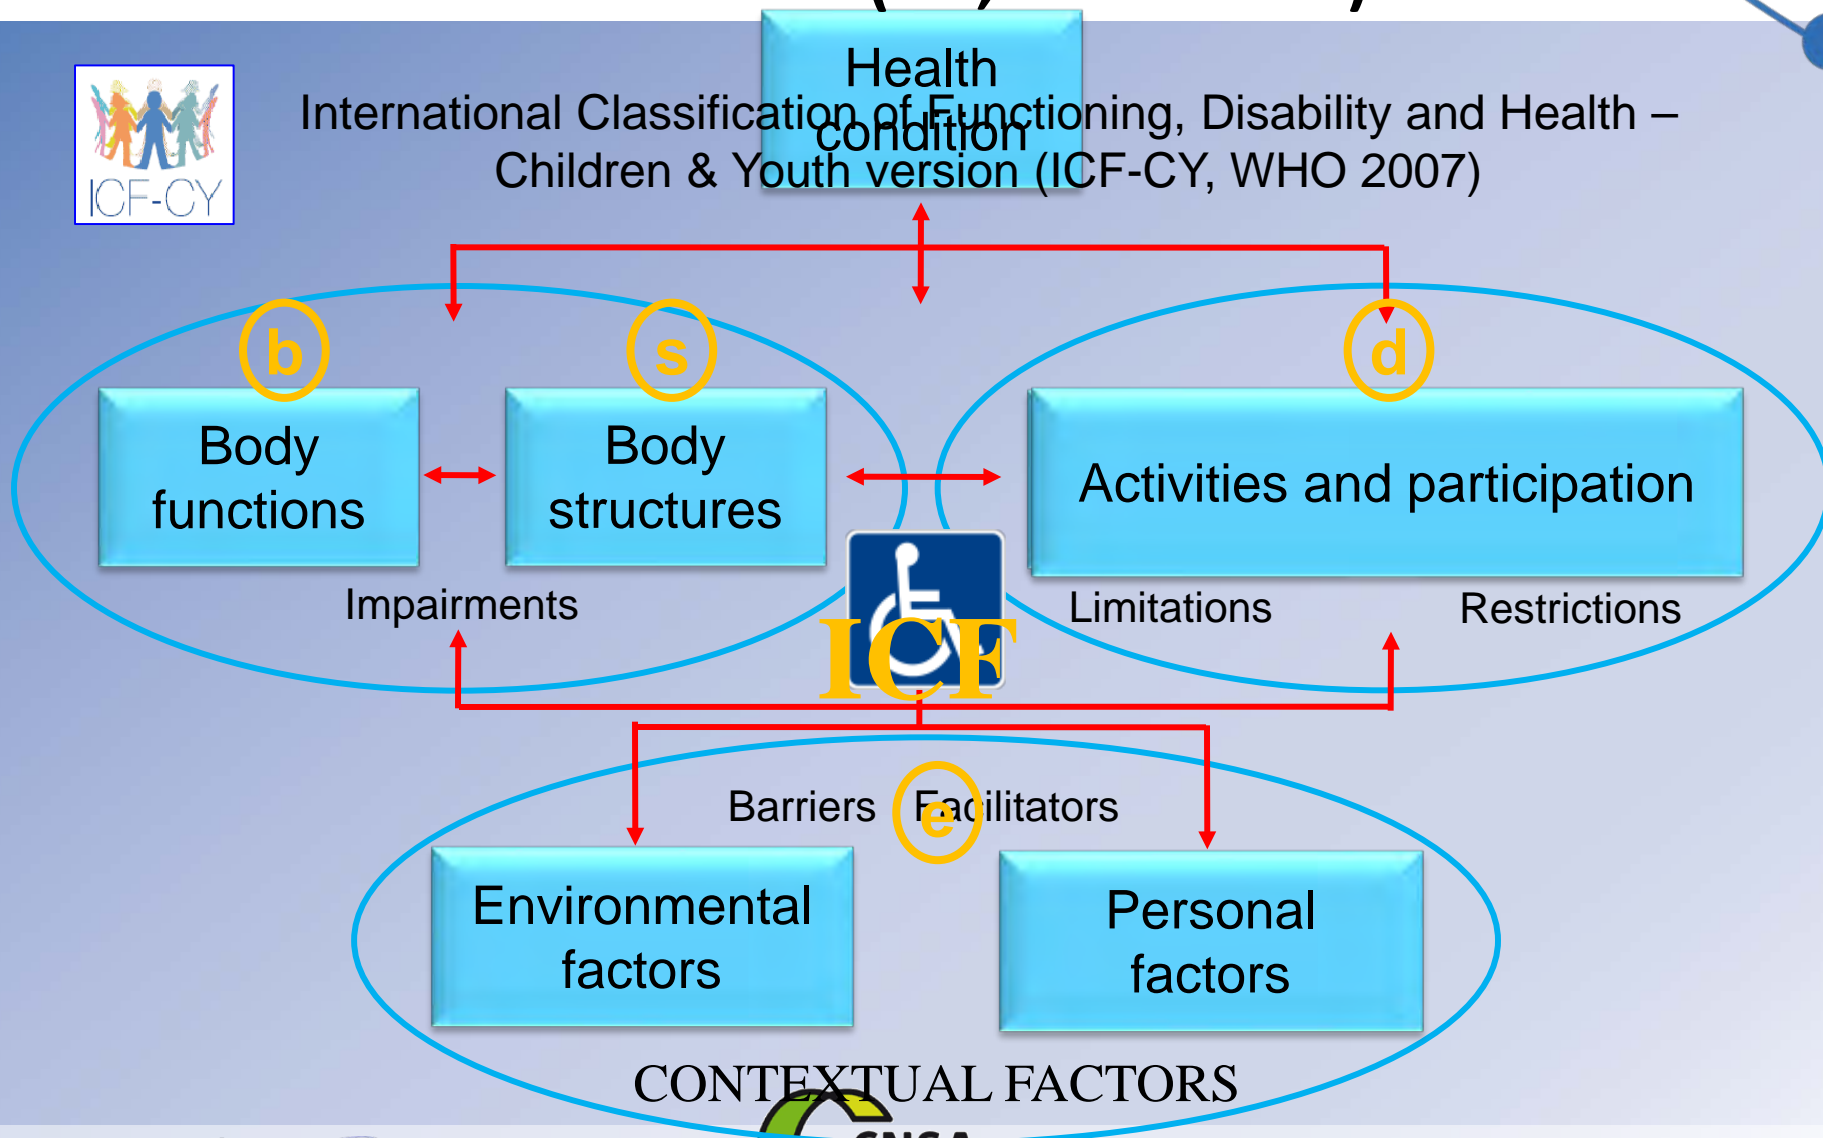 Health
condition
International Classification of Functioning, Disability and Health –
Children & Youth version (ICF-CY, WHO 2007)
ICF-CY
b
s
d
Body
functions
Body
structures
Activities and participation
Impairments
Limitations
Restrictions
ICF
Barriers
Facilitators
e
Environmental
factors
Personal
factors
CONTEXTUAL FACTORS